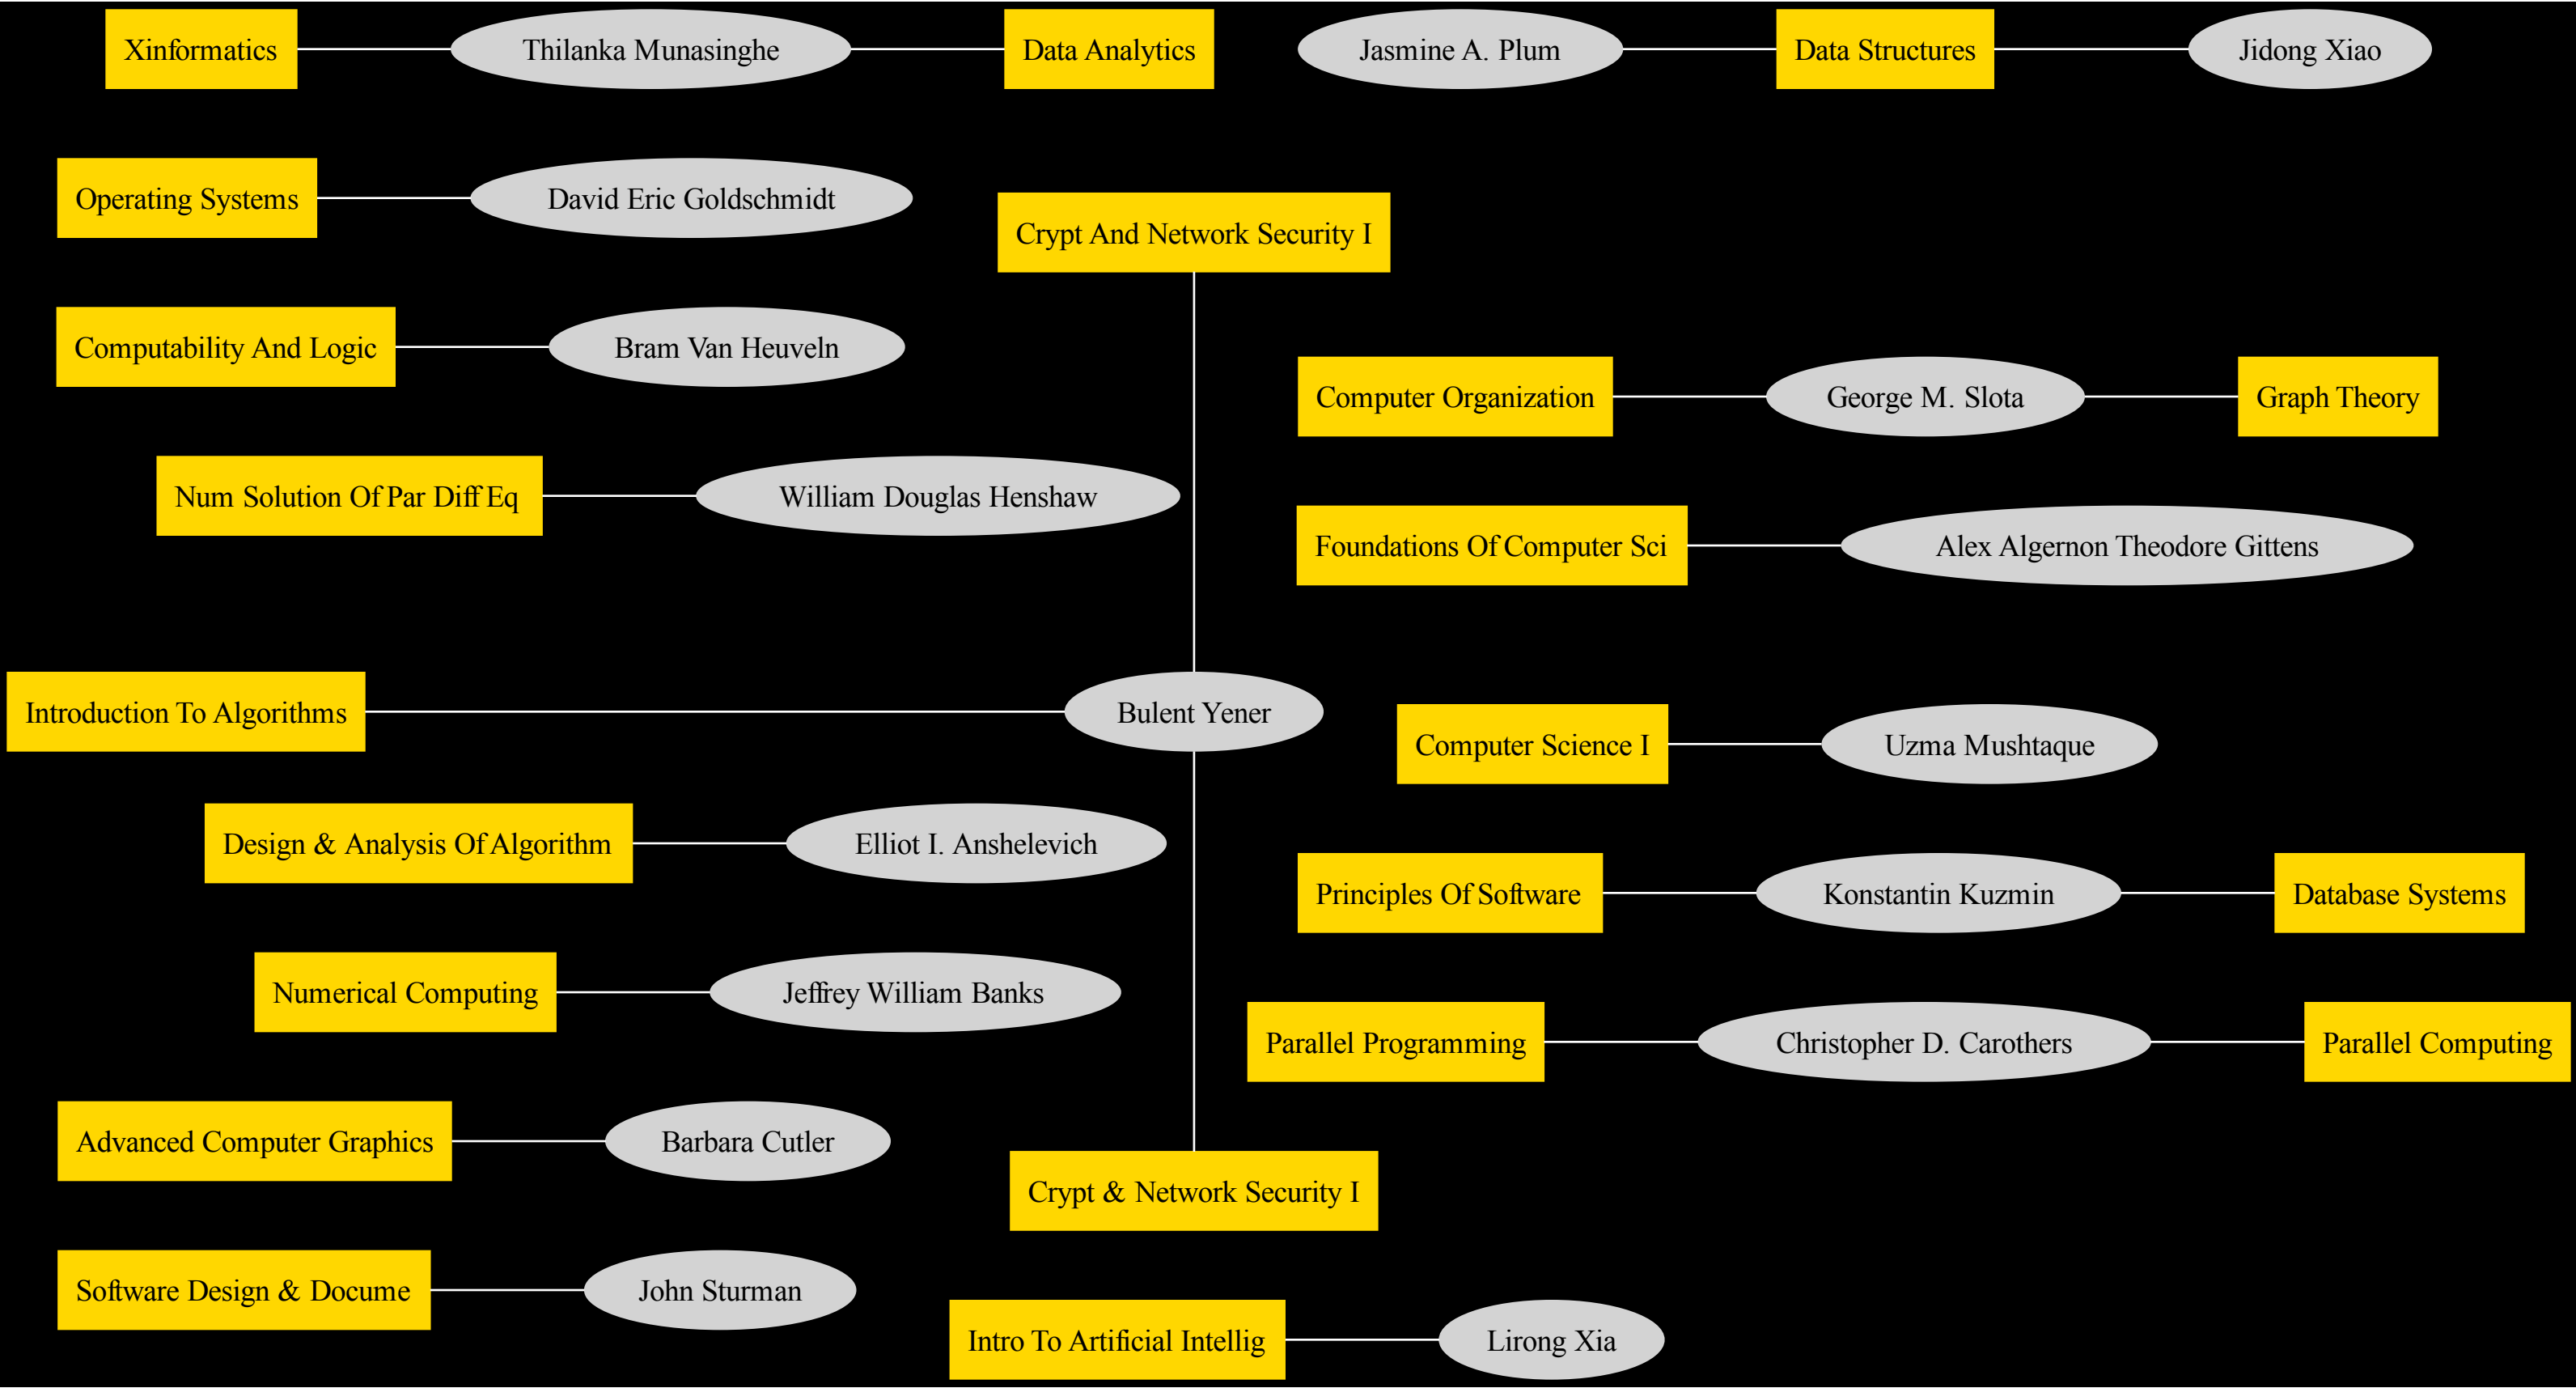 Xinformatics
Thilanka Munasinghe
Data Analytics
Jasmine A. Plum
Data Structures
Jidong Xiao
Operating Systems
David Eric Goldschmidt
Crypt And Network Security I
Computability And Logic
Bram Van Heuveln
Computer Organization
George M. Slota
Graph Theory
Num Solution Of Par Diff Eq
William Douglas Henshaw
Foundations Of Computer Sci
Alex Algernon Theodore Gittens
Introduction To Algorithms
Bulent Yener
Computer Science I
Uzma Mushtaque
Design & Analysis Of Algorithm
Elliot I. Anshelevich
Principles Of Software
Konstantin Kuzmin
Database Systems
Numerical Computing
Jeffrey William Banks
Parallel Programming
Christopher D. Carothers
Parallel Computing
Advanced Computer Graphics
Barbara Cutler
Crypt & Network Security I
Software Design & Docume
John Sturman
Intro To Artificial Intellig
Lirong Xia